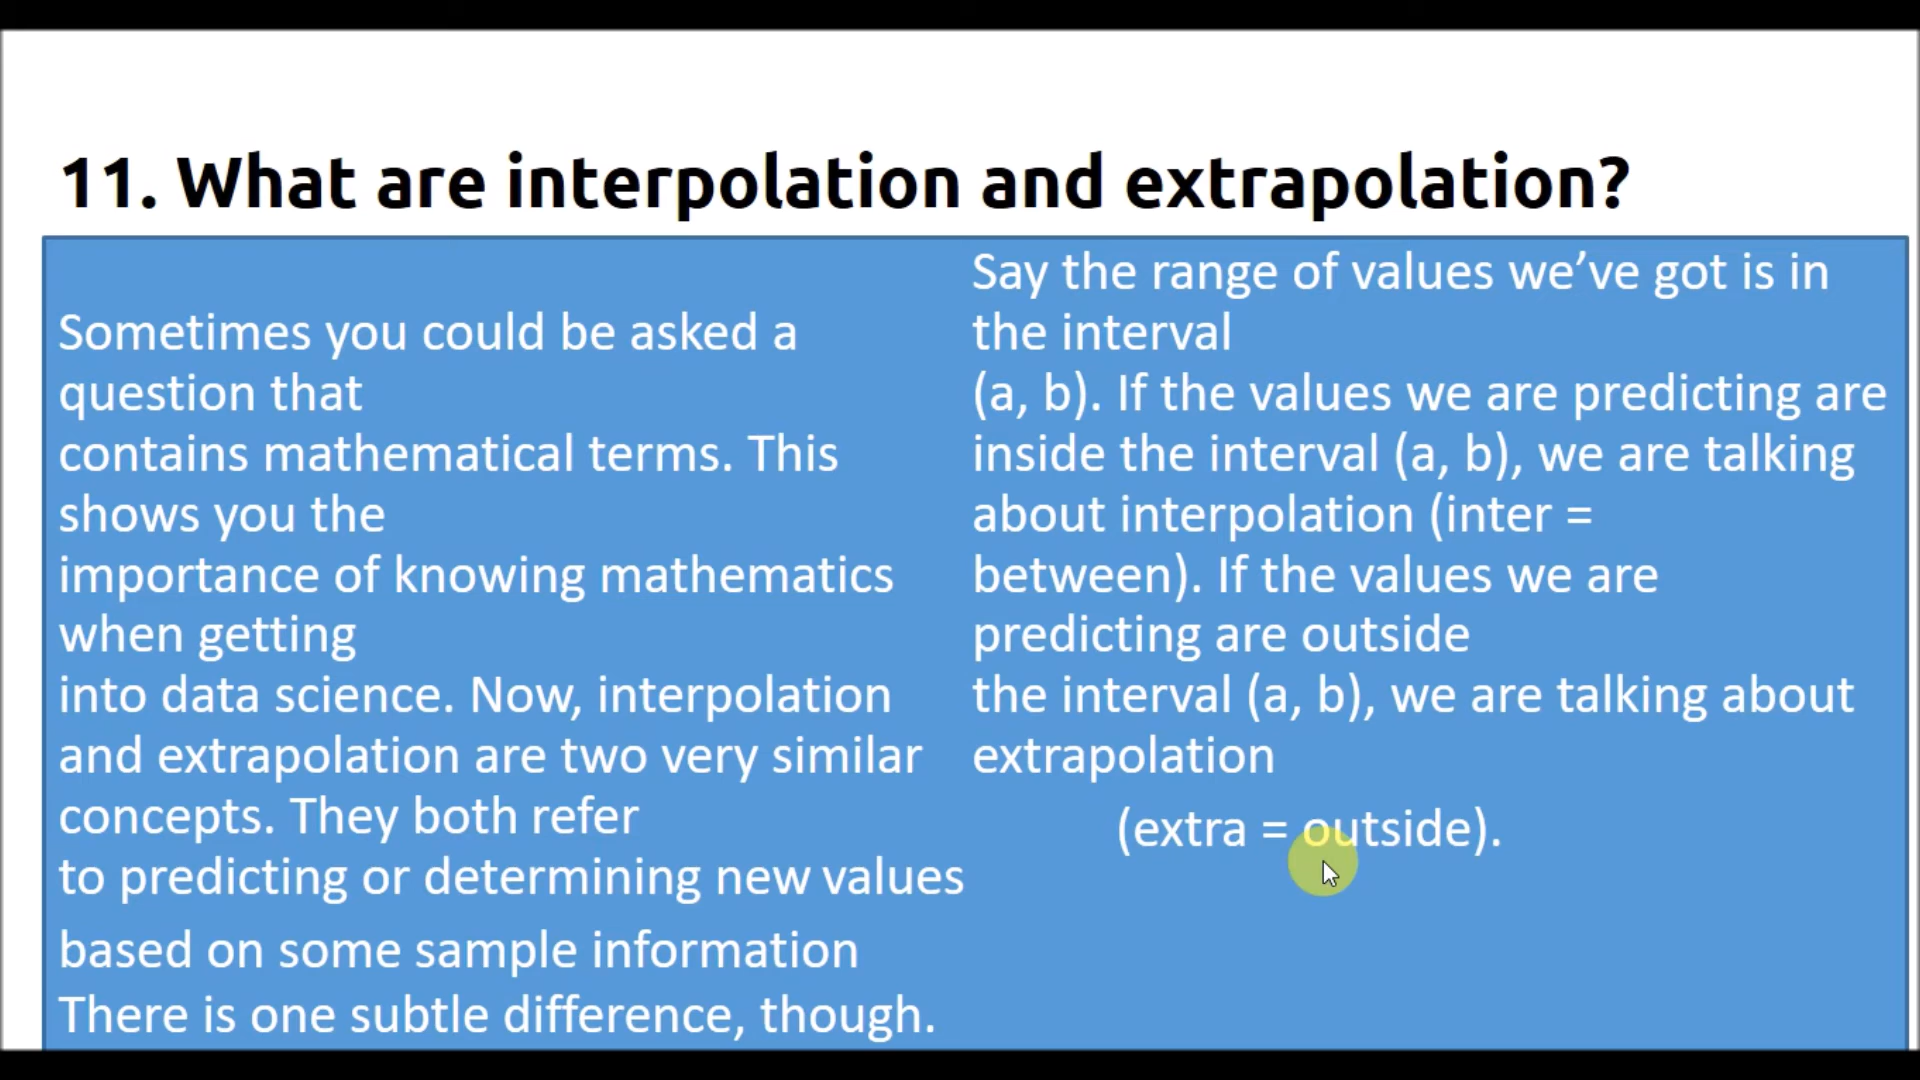 11. What are interpolation and extrapolation?
Sometimes you could be asked a
question that
contains mathematical terms. This
shows you the
importance of knowing mathematics
when getting
into data science. Now, interpolation
and extrapolation are two very similar
concepts. They both refer
to predicting or determining new values
based on some sample information
There is one subtle difference, though.
Say the range of values we’ve got is in
the interval
(a, b). If the values we are predicting are
inside the interval (a, b), we are talking
about interpolation (inter =
between). If the values we are
predicting are outside
the interval (a, b), we are talking about
extrapolation
(extra = outside).